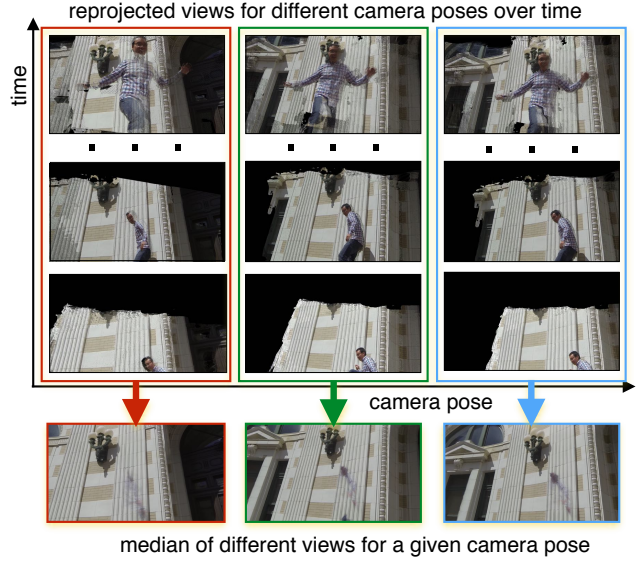 reprojected views for different camera poses over time
time
camera pose
median of different views for a given camera pose